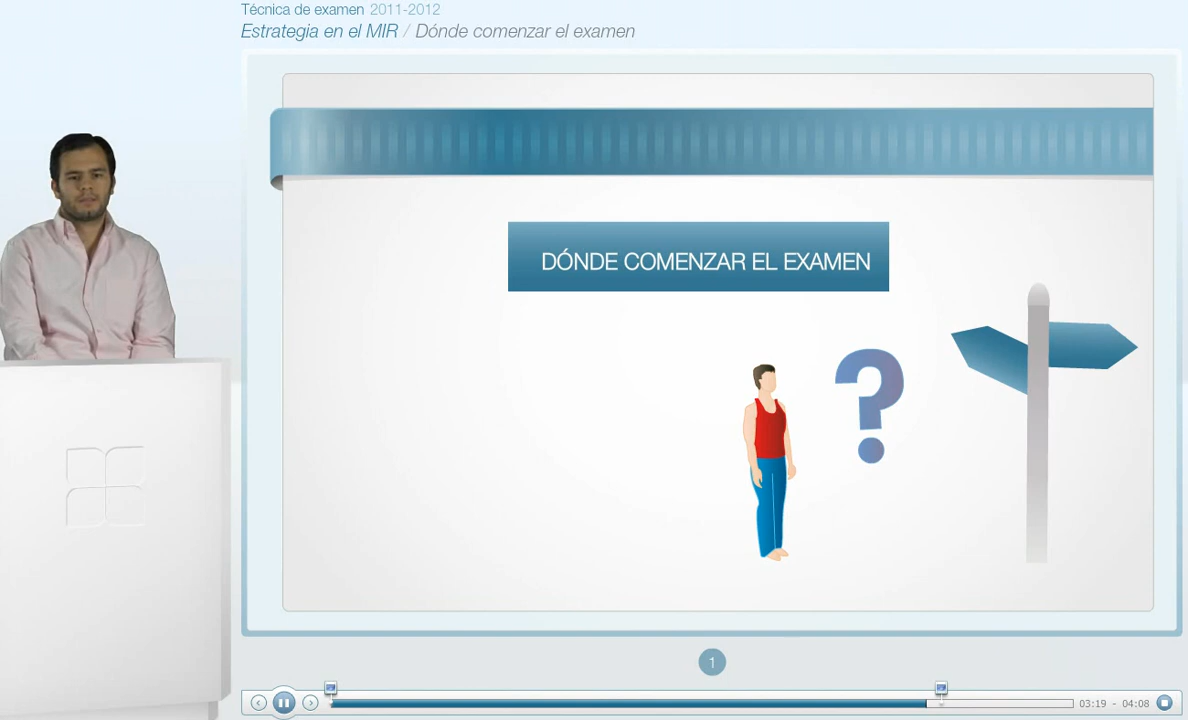 Técnica de examen 2011-2012
Estrategia en el MIR / Dónde comenzar el examen
DÓNDE COMENZAR EL EXAMEN
?
1
03:19 - 04:08